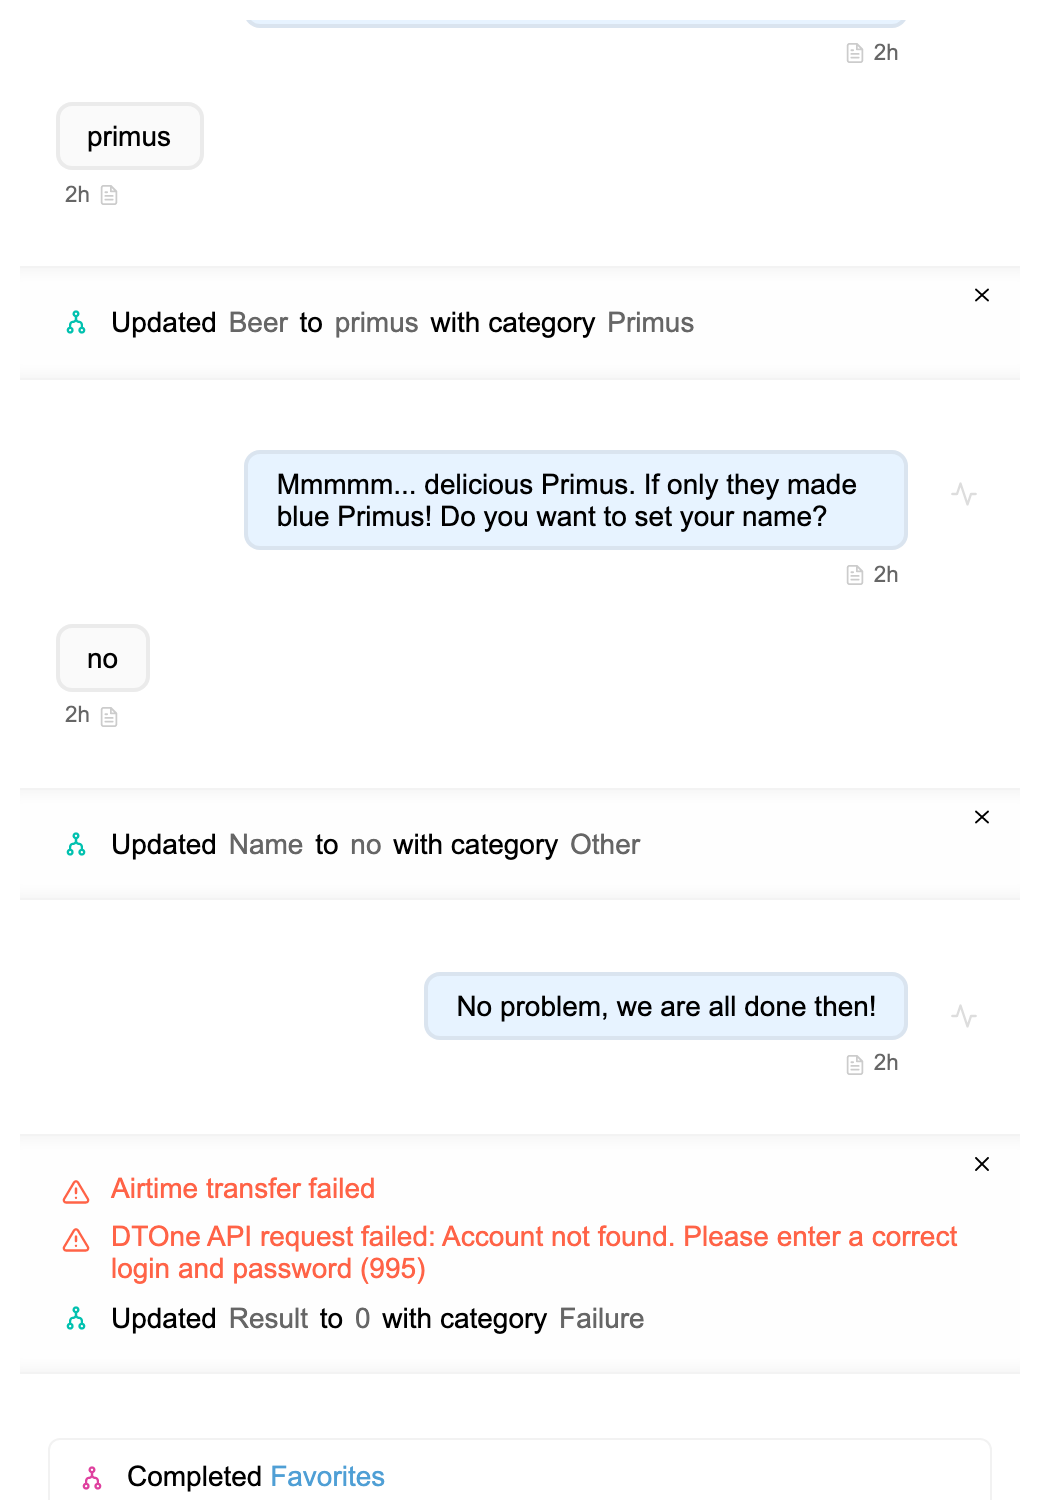 2h
primus
2h
Updated Beer to primus with category Primus
Mmmmm... delicious Primus. If only they made
blue Primus! Do you want to set your name?
2h
no
2h
Updated Name to no with category Other
No problem, we are all done then!
2h
Airtime transfer failed
DTOne API request failed: Account not found. Please enter a correct
login and password (995)
Updated Result to 0 with category Failure
Completed Favorites